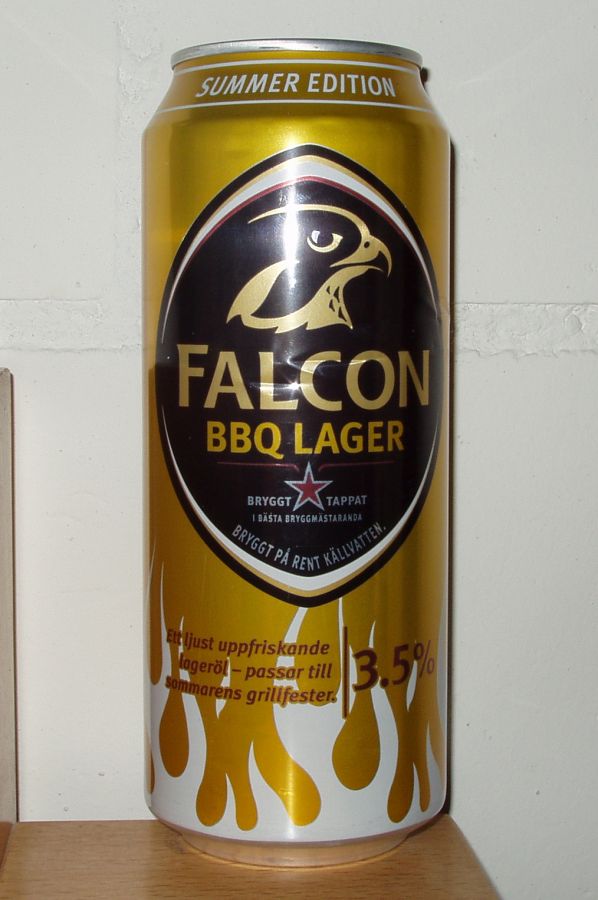 SUMMER EDITION
FALCON
BBQ LAGER
BRYGGT TAPPAT
I BÄSTA BRYGGMÄSTARANDA
BRYGGT PÅ RENT KÄLLVATTEN.
Ett ljust uppfriskande
lageröl – passar till
sommarens grillfester.
3.5%